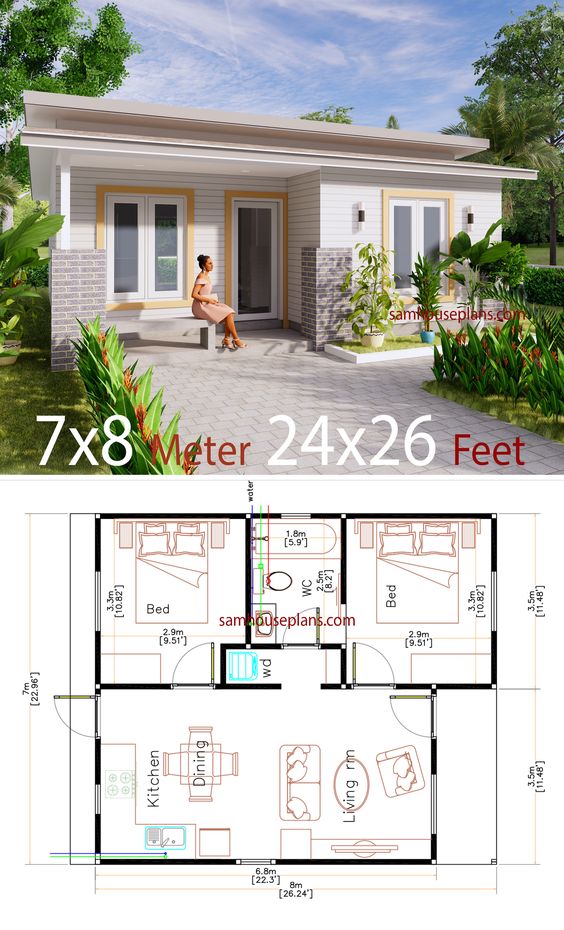 samhouseplans.com
samhouseplans.com
7x8 Meter 24x26 Feet
water
1.8m
[5.9']
2.5m
[8.2']
WC
3.3m
[10.82']
Bed
2.9m
[9.51']
samhouseplans.com
Bed
3.3m
[10.82']
2.9m
[9.51']
3.5m
[11.48']
wd
7m
[22.96']
Kitchen
Dining
Living rm
3.5m
[11.48']
6.8m
[22.3']
8m
[26.24']